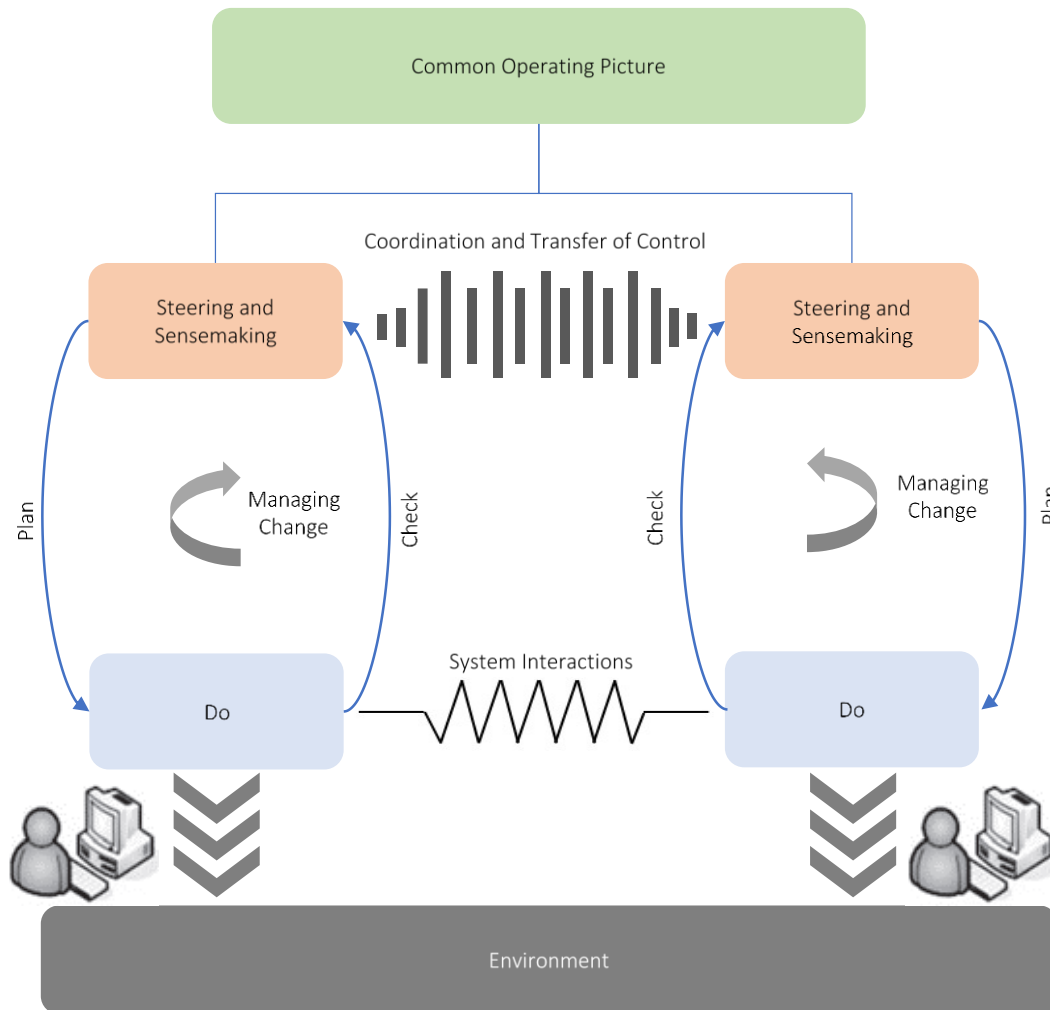 Common Operating Picture
Coordination and Transfer of Control
Steering and
Sensemaking
Steering and
Sensemaking
Plan
Managing
Change
Check
Check
Managing
Change
Plan
System Interactions
Do
Do
Environment